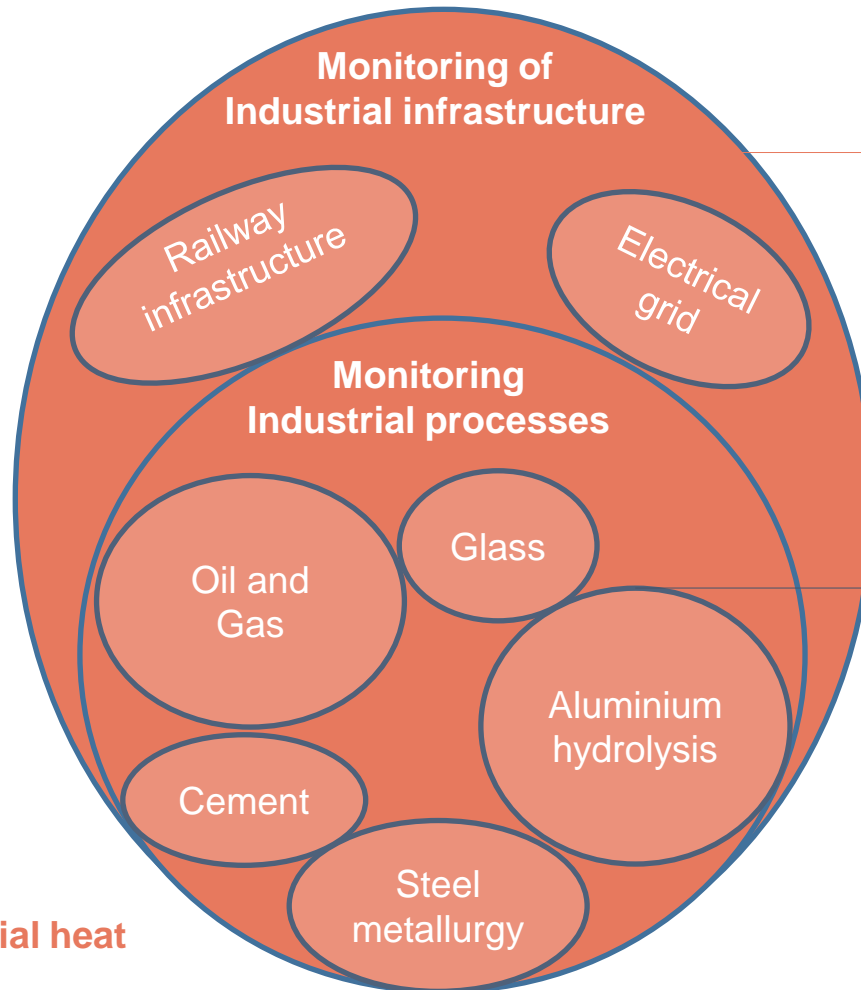 Monitoring of
Industrial infrastructure
Railway
infrastructure
Electrical
grid
Monitoring
Industrial processes
Glass
Oil and
Gas
Aluminium
hydrolysis
Cement
Steel
metallurgy
ial heat